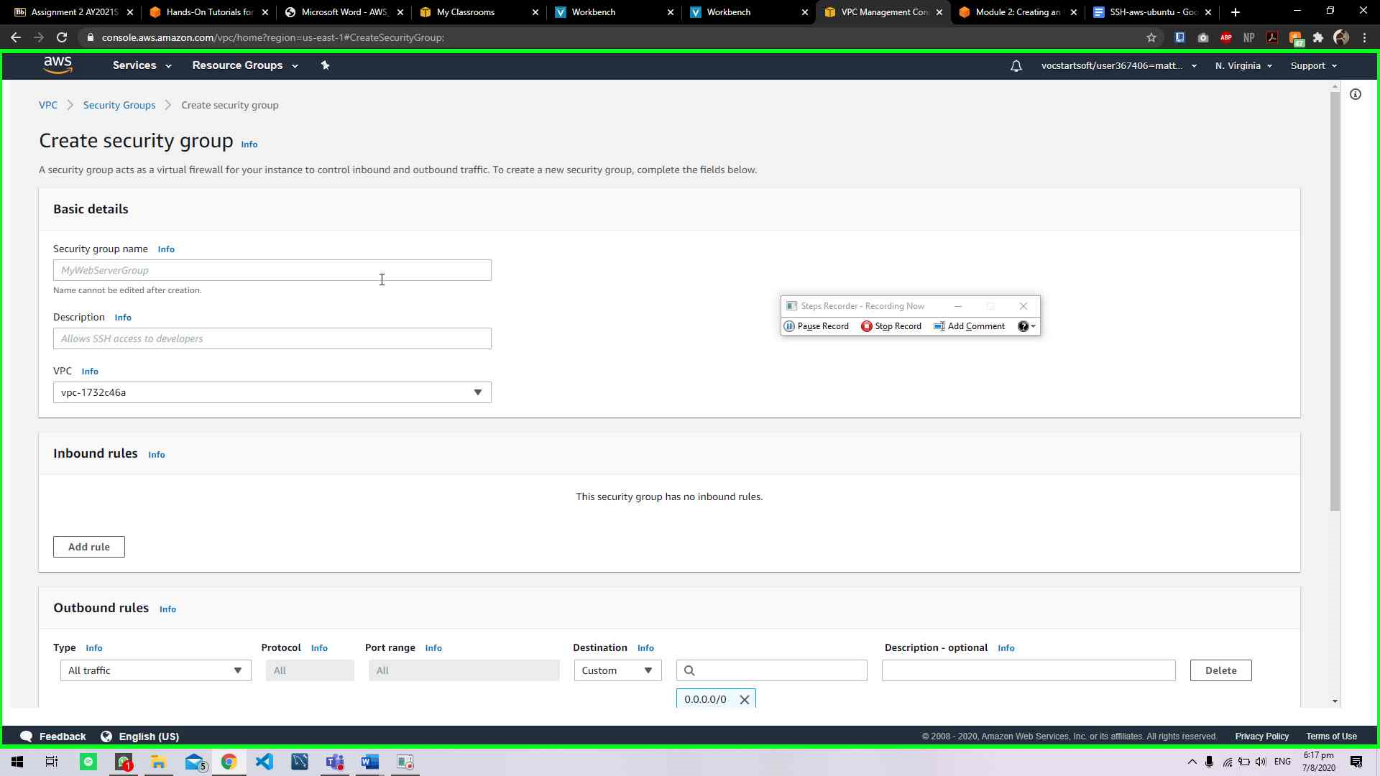 Assignment 2 AY2021S
Hands-On Tutorials for
Microsoft Word - AWS_
My Classrooms
Workbench
Workbench
VPC Management Con
Module 2: Creating an
SSH-aws-ubuntu - Goo
console.aws.amazon.com/vpc/home?region=us-east-1#CreateSecurityGroup:
aws
Services
Resource Groups
vocstartsoft/user367406=matt...
N. Virginia
Support
VPC > Security Groups > Create security group
Create security group Info
A security group acts as a virtual firewall for your instance to control inbound and outbound traffic. To create a new security group, complete the fields below.
Basic details
Security group name Info
MyWebServerGroup
Name cannot be edited after creation.
Description Info
Allows SSH access to developers
VPC Info
vpc-1732c46a
Steps Recorder - Recording Now
Pause Record Stop Record Add Comment
Inbound rules Info
This security group has no inbound rules.
Add rule
Outbound rules Info
Type Info Protocol Info Port range Info Destination Info Description - optional Info
All traffic All All Custom Delete
0.0.0.0/0
Feedback English (US)
© 2008 - 2020, Amazon Web Services, Inc. or its affiliates. All rights reserved. Privacy Policy Terms of Use
ENG
6:17 pm
7/8/2020